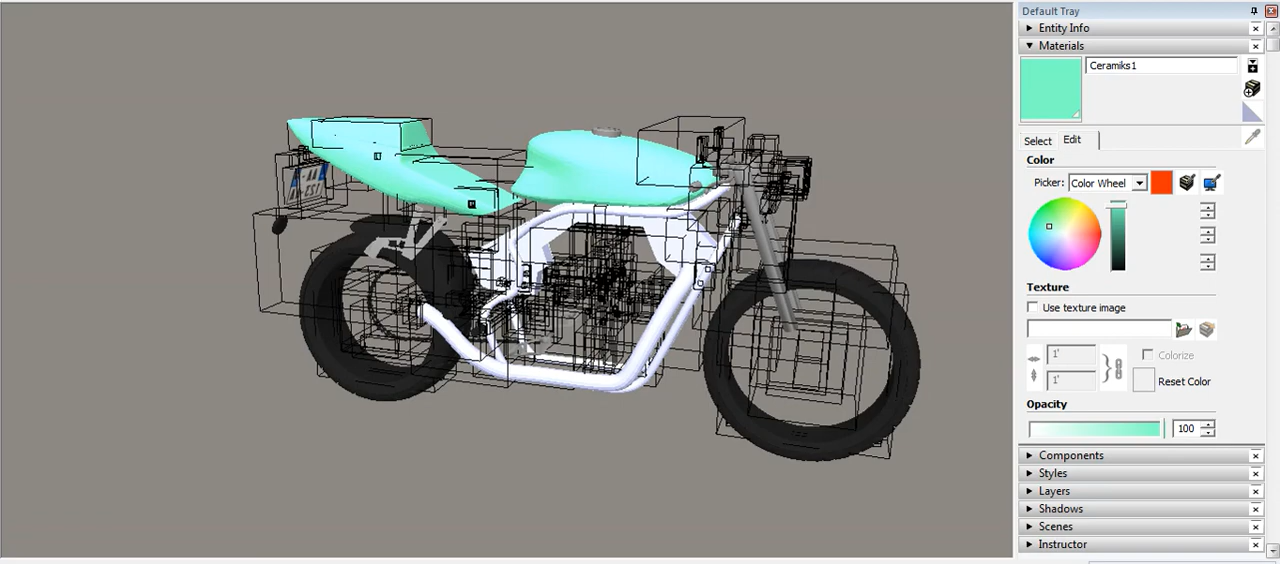 Default Tray
Entity Info
Materials
Ceramiks1
Select Edit
Color
Picker: Color Wheel
Texture
Use texture image
1'
Colorize
1'
Reset Color
Opacity
100
Components
Styles
Layers
Shadows
Scenes
Instructor